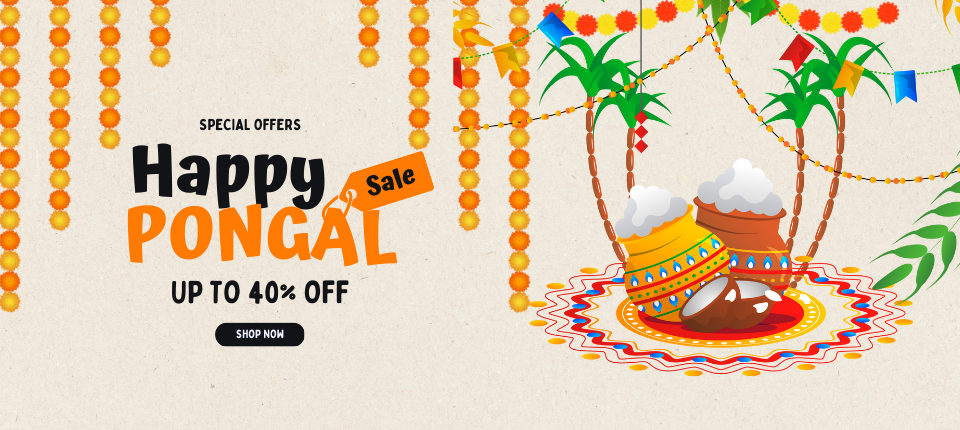 SPECIAL OFFERS
Happy
Sale
PONGAL
UP TO 40% OFF
SHOP NOW